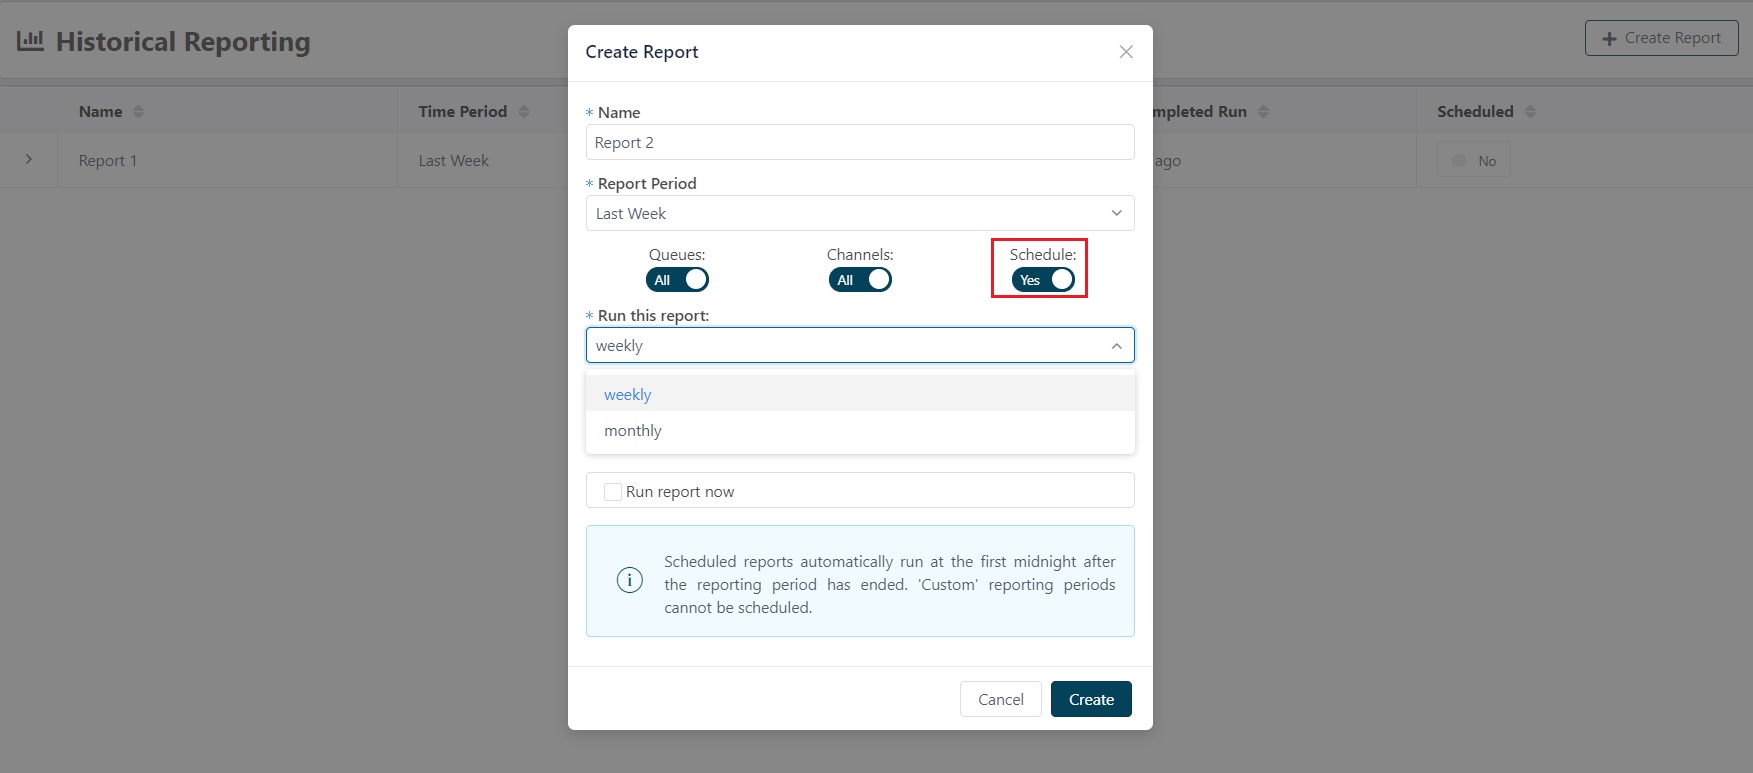 Historical Reporting
Create Report
Name
Time Period
mpleted Run
Scheduled
Report 1
Last Week
ago
No
Create Report
* Name
Report 2
* Report Period
Last Week
Queues:
Channels:
Schedule:
All
All
Yes
* Run this report:
weekly
weekly
monthly
Run report now
Scheduled reports automatically run at the first midnight after
the reporting period has ended. 'Custom' reporting periods
cannot be scheduled.
Cancel
Create